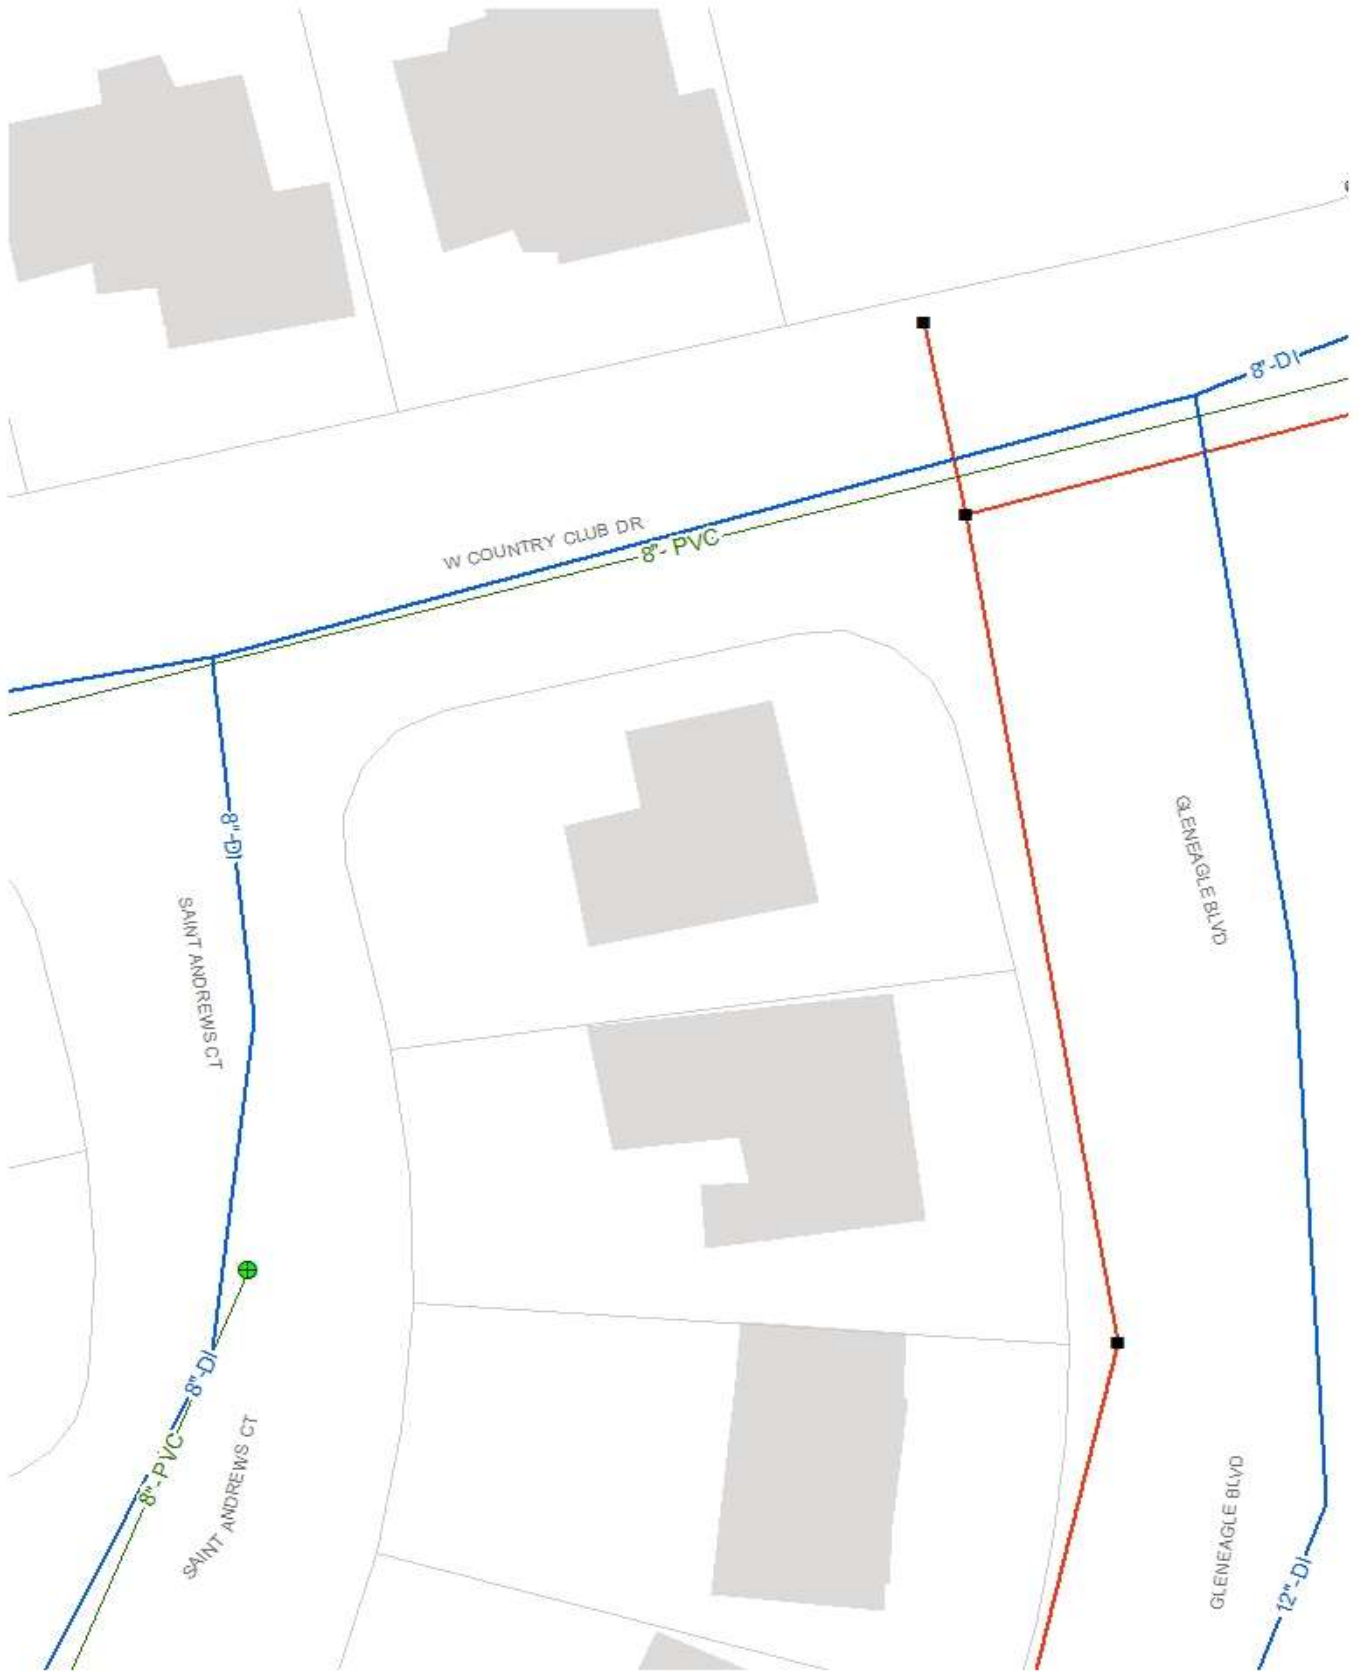 8"-DI
W COUNTRY CLUB DR
8"- PVC
8"-DI
GLENEAGLE BLVD
SAINT ANDREWS CT
8"-DI
8"-PVC
SAINT ANDREWS CT
GLENEAGLE BLVD
12"-DI